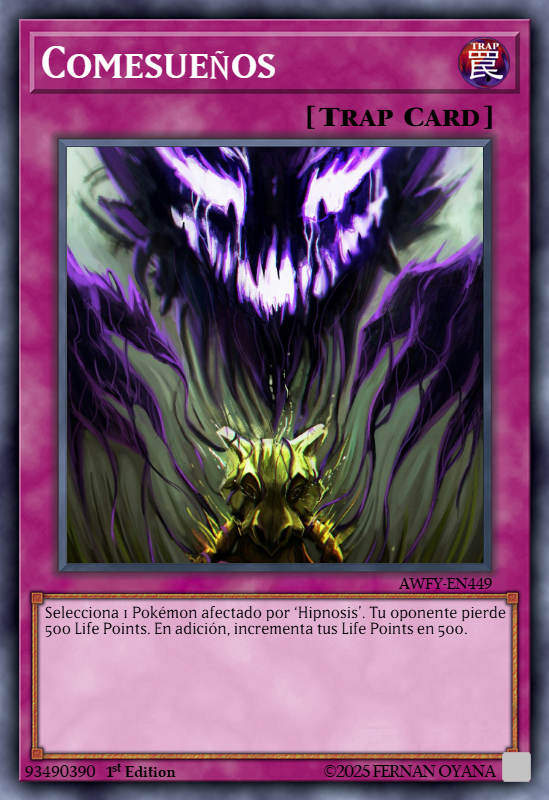 Comesueños
TRAP
罠
[Trap Card]
AWFY-EN449
Selecciona 1 Pokémon afectado por ‘Hipnosis’. Tu oponente pierde
500 Life Points. En adición, incrementa tus Life Points en 500.
93490390 1st Edition ©2025 FERNAN OYANA